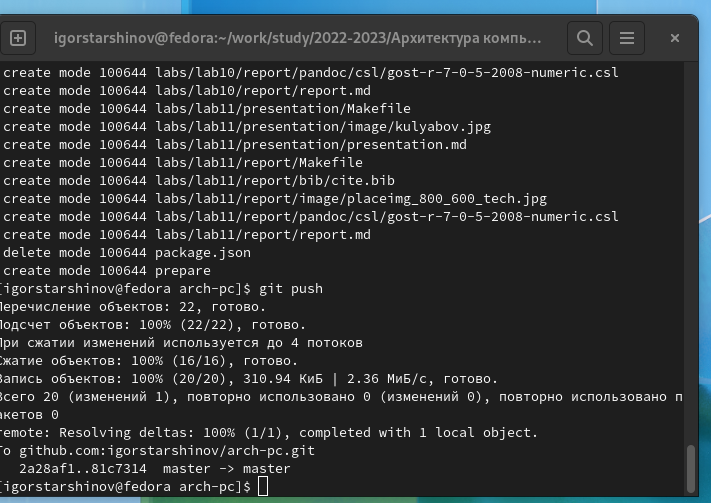 igorstarshinov@fedora:~/work/study/2022-2023/Архитектура компь...
create mode 100644 labs/lab10/report/pandoc/csl/gost-r-7-0-5-2008-numeric.csl
create mode 100644 labs/lab10/report/report.md
create mode 100644 labs/lab11/presentation/Makefile
create mode 100644 labs/lab11/presentation/image/kulyabov.jpg
create mode 100644 labs/lab11/presentation/presentation.md
create mode 100644 labs/lab11/report/Makefile
create mode 100644 labs/lab11/report/bib/cite.bib
create mode 100644 labs/lab11/report/image/placeimg_800_600_tech.jpg
create mode 100644 labs/lab11/report/pandoc/csl/gost-r-7-0-5-2008-numeric.csl
create mode 100644 labs/lab11/report/report.md
delete mode 100644 package.json
create mode 100644 prepare
[igorstarshinov@fedora arch-pc]$ git push
Перечисление объектов: 22, готово.
Подсчет объектов: 100% (22/22), готово.
При сжатии изменений используется до 4 потоков
Сжатие объектов: 100% (16/16), готово.
Запись объектов: 100% (20/20), 310.94 КиБ | 2.36 МиБ/с, готово.
Всего 20 (изменений 1), повторно использовано 0 (изменений 0), повторно использовано п
акетов 0
remote: Resolving deltas: 100% (1/1), completed with 1 local object.
To github.com:igorstarshinov/arch-pc.git
2a28af1..81c7314 master -> master
[igorstarshinov@fedora arch-pc]$